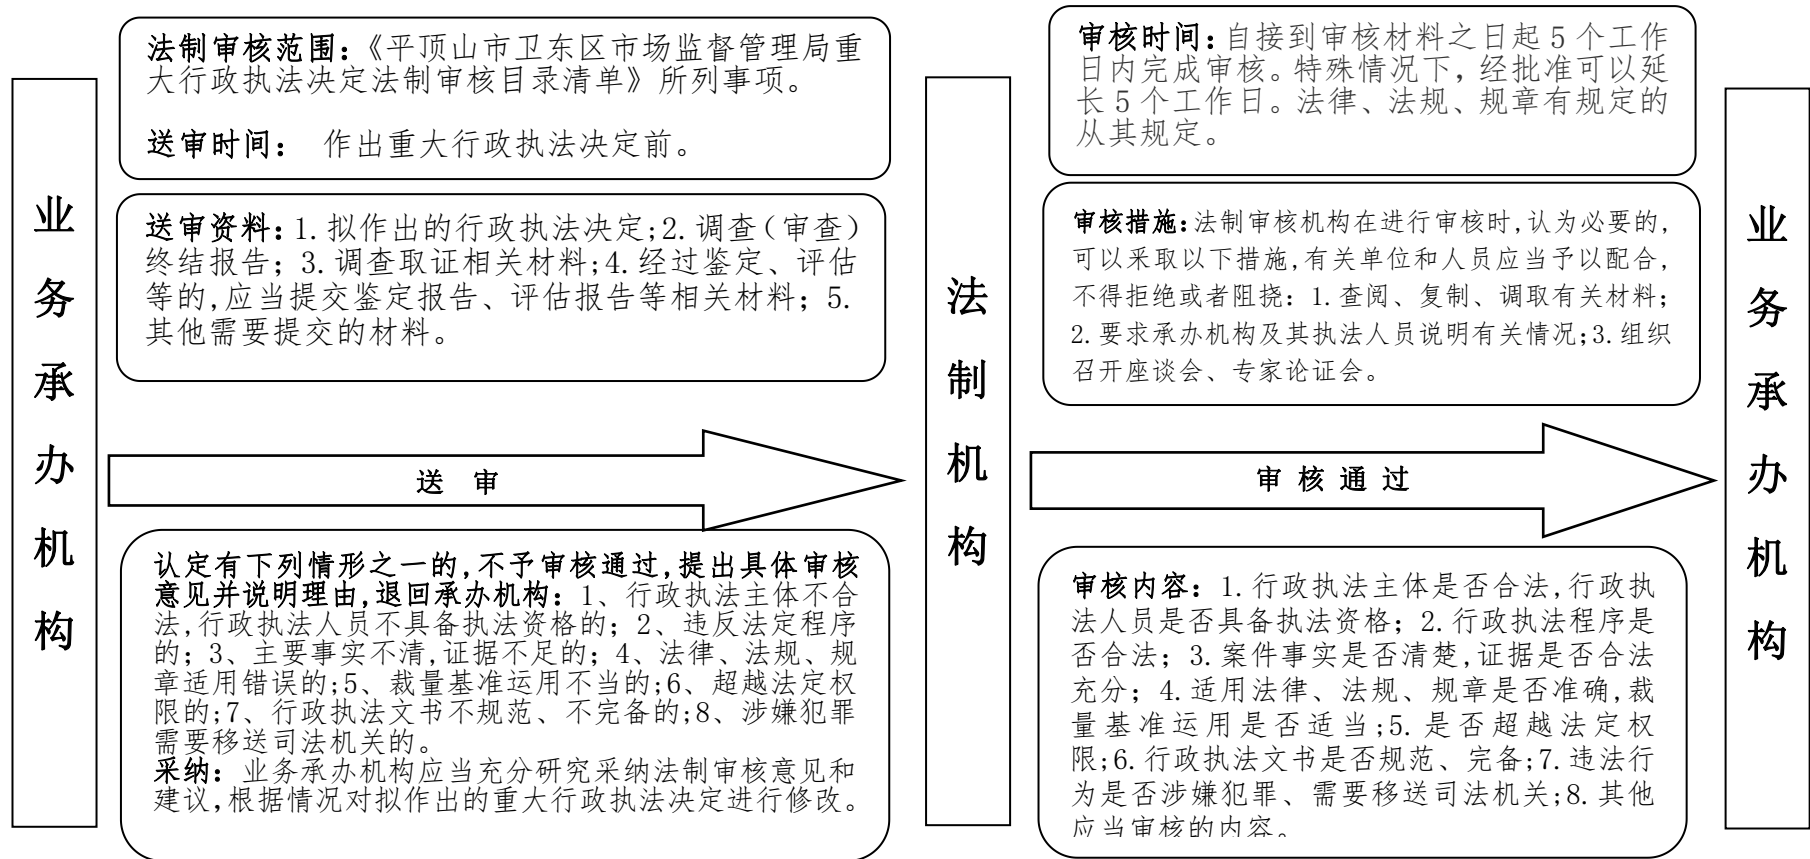 业务承办机构
法制审核范围：《平顶山市卫东区市场监督管理局重
大行政执法决定法制审核目录清单》所列事项。
送审时间： 作出重大行政执法决定前。
送审资料：1.拟作出的行政执法决定;2.调查（审查）
终结报告；3.调查取证相关材料;4.经过鉴定、评估
等的,应当提交鉴定报告、评估报告等相关材料；5.
其他需要提交的材料。
送 审
认定有下列情形之一的,不予审核通过,提出具体审核
意见并说明理由,退回承办机构：1、行政执法主体不合
法,行政执法人员不具备执法资格的；2、违反法定程序
的；3、主要事实不清,证据不足的；4、法律、法规、规
章适用错误的;5、裁量基准运用不当的;6、超越法定权
限的;7、行政执法文书不规范、不完备的;8、涉嫌犯罪
需要移送司法机关的。
采纳：业务承办机构应当充分研究采纳法制审核意见和
建议,根据情况对拟作出的重大行政执法决定进行修改。
法制机构
审核时间：自接到审核材料之日起 5 个工作
日内完成审核。特殊情况下，经批准可以延
长 5 个工作日。法律、法规、规章有规定的
从其规定。
审核措施：法制审核机构在进行审核时,认为必要的,
可以采取以下措施,有关单位和人员应当予以配合,
不得拒绝或者阻挠：1.查阅、复制、调取有关材料；
2.要求承办机构及其执法人员说明有关情况;3.组织
召开座谈会、专家论证会。
审 核 通 过
审核内容：1.行政执法主体是否合法,行政执
法人员是否具备执法资格；2.行政执法程序是
否合法；3.案件事实是否清楚,证据是否合法
充分；4.适用法律、法规、规章是否准确,裁
量基准运用是否适当;5.是否超越法定权
限;6.行政执法文书是否规范、完备;7.违法行
为是否涉嫌犯罪、需要移送司法机关;8.其他
应当审核的内容。
业务承办机构